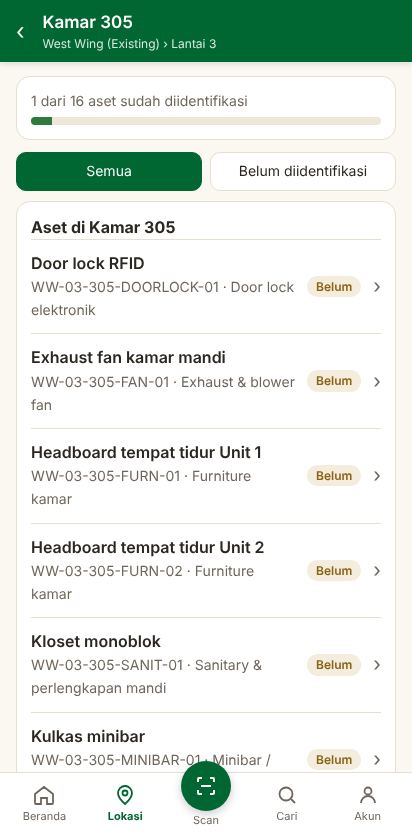 Kamar 305
West Wing (Existing) › Lantai 3
1 dari 16 aset sudah diidentifikasi
Semua
Belum diidentifikasi
Aset di Kamar 305
Door lock RFID
WW-03-305-DOORLOCK-01 · Door lock
elektronik
Belum
Exhaust fan kamar mandi
WW-03-305-FAN-01 · Exhaust & blower
fan
Belum
Headboard tempat tidur Unit 1
WW-03-305-FURN-01 · Furniture
kamar
Belum
Headboard tempat tidur Unit 2
WW-03-305-FURN-02 · Furniture
kamar
Belum
Kloset monoblok
WW-03-305-SANIT-01 · Sanitary &
perlengkapan mandi
Belum
Kulkas minibar
WW-03-305-MINIBAR-01 · Minibar /
Belum
Beranda
Lokasi
Scan
Cari
Akun